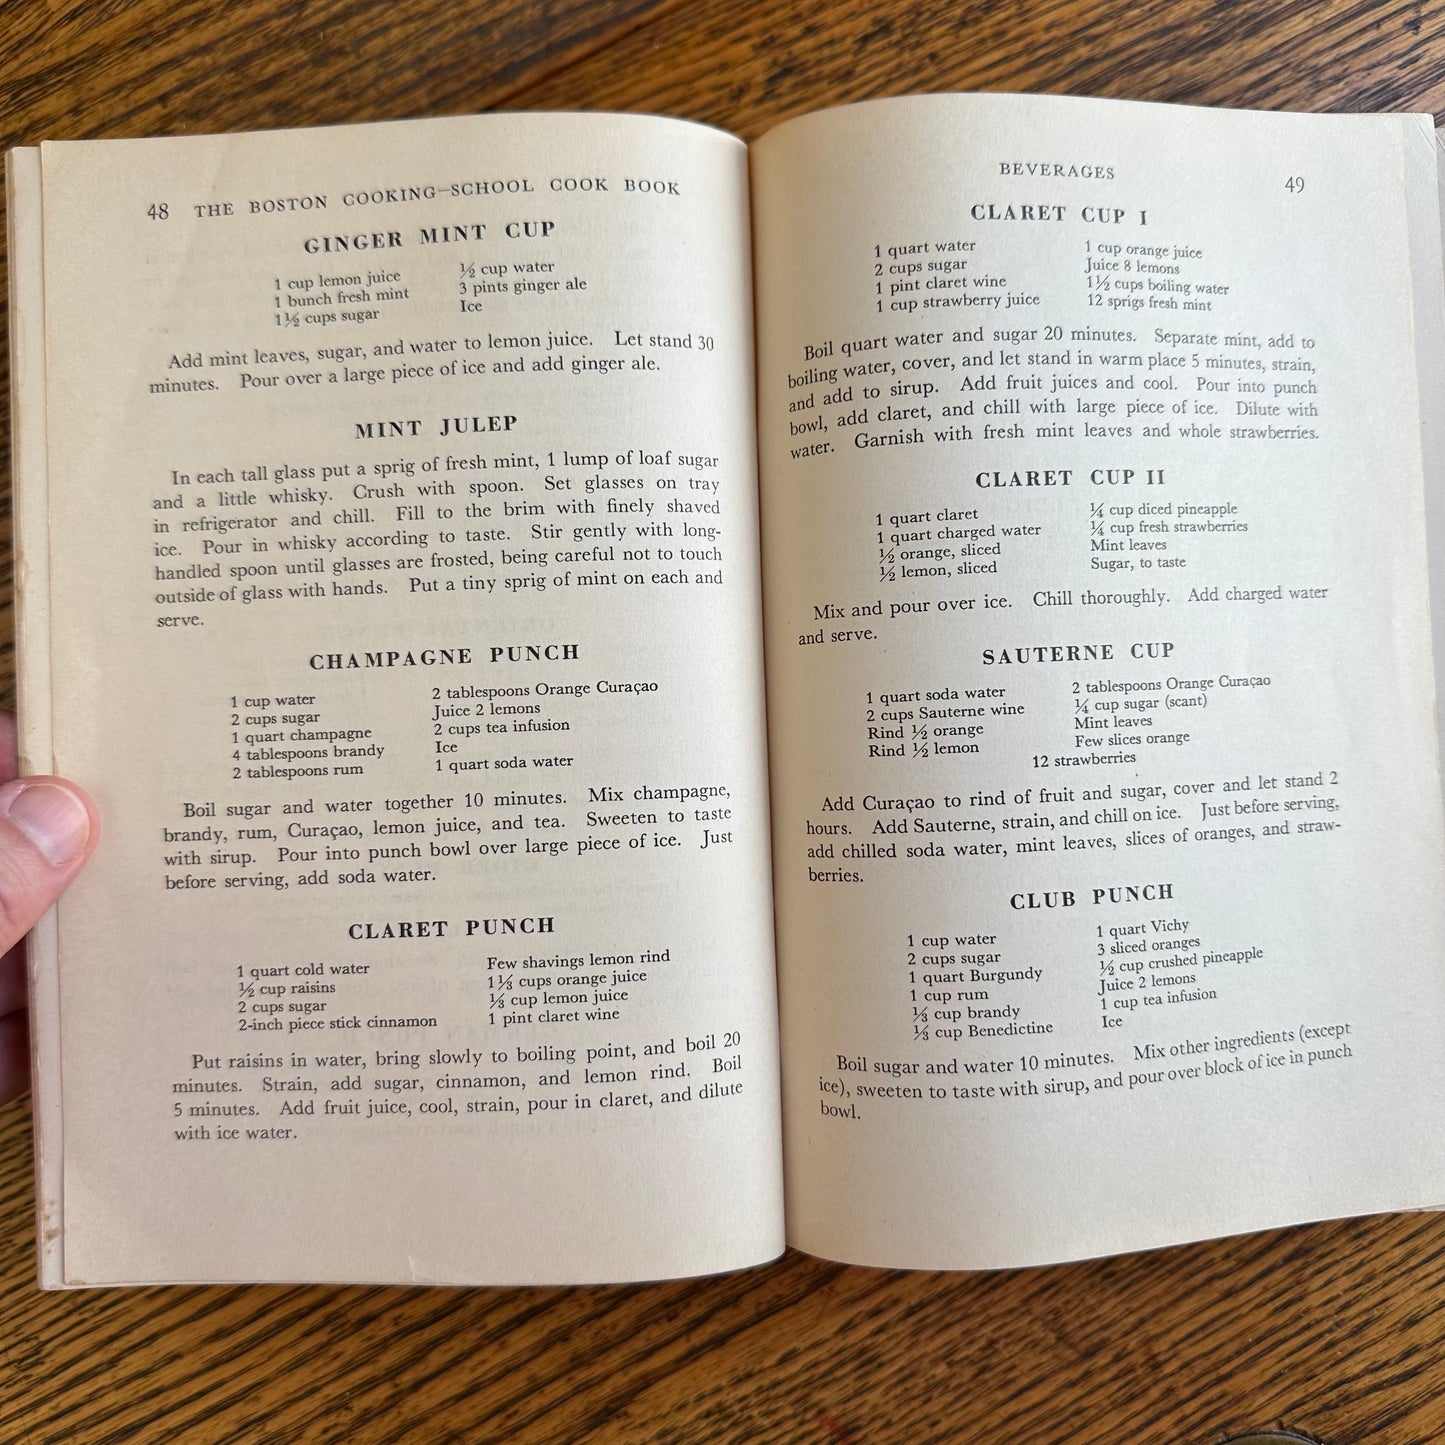 48 THE BOSTON COOKING–SCHOOL COOK BOOK
GINGER MINT CUP
1 cup lemon juice
1 bunch fresh mint
1½ cups sugar
½ cup water
3 pints ginger ale
Ice
Add mint leaves, sugar, and water to lemon juice. Let stand 30
minutes. Pour over a large piece of ice and add ginger ale.
MINT JULEP
In each tall glass put a sprig of fresh mint, 1 lump of loaf sugar
and a little whisky. Crush with spoon. Set glasses on tray
in refrigerator and chill. Fill to the brim with finely shaved
ice. Pour in whisky according to taste. Stir gently with long-
handled spoon until glasses are frosted, being careful not to touch
outside of glass with hands. Put a tiny sprig of mint on each and
serve.
CHAMPAGNE PUNCH
1 cup water
2 cups sugar
1 quart champagne
4 tablespoons brandy
2 tablespoons rum
2 tablespoons Orange Curaçao
Juice 2 lemons
2 cups tea infusion
Ice
1 quart soda water
Boil sugar and water together 10 minutes. Mix champagne,
brandy, rum, Curaçao, lemon juice, and tea. Sweeten to taste
with sirup. Pour into punch bowl over large piece of ice. Just
before serving, add soda water.
CLARET PUNCH
1 quart cold water
½ cup raisins
2 cups sugar
2-inch piece stick cinnamon
Few shavings lemon rind
1⅓ cups orange juice
⅓ cup lemon juice
1 pint claret wine
Put raisins in water, bring slowly to boiling point, and boil 20
minutes. Strain, add sugar, cinnamon, and lemon rind. Boil
5 minutes. Add fruit juice, cool, strain, pour in claret, and dilute
with ice water.
BEVERAGES 49
CLARET CUP I
1 quart water
2 cups sugar
1 pint claret wine
1 cup strawberry juice
1 cup orange juice
Juice 8 lemons
1½ cups boiling water
12 sprigs fresh mint
Boil quart water and sugar 20 minutes. Separate mint, add to
boiling water, cover, and let stand in warm place 5 minutes, strain,
and add to sirup. Add fruit juices and cool. Pour into punch
bowl, add claret, and chill with large piece of ice. Dilute with
water. Garnish with fresh mint leaves and whole strawberries.
CLARET CUP II
1 quart claret
1 quart charged water
½ orange, sliced
½ lemon, sliced
¼ cup diced pineapple
¼ cup fresh strawberries
Mint leaves
Sugar, to taste
Mix and pour over ice. Chill thoroughly. Add charged water
and serve.
SAUTERNE CUP
1 quart soda water
2 cups Sauterne wine
Rind ½ orange
Rind ½ lemon
2 tablespoons Orange Curaçao
¼ cup sugar (scant)
Mint leaves
Few slices orange
12 strawberries
Add Curaçao to rind of fruit and sugar, cover and let stand 2
hours. Add Sauterne, strain, and chill on ice. Just before serving,
add chilled soda water, mint leaves, slices of oranges, and straw-
berries.
CLUB PUNCH
1 cup water
2 cups sugar
1 quart Burgundy
1 cup rum
⅓ cup brandy
⅓ cup Benedictine
1 quart Vichy
3 sliced oranges
½ cup crushed pineapple
Juice 2 lemons
1 cup tea infusion
Ice
Boil sugar and water 10 minutes. Mix other ingredients (except
ice), sweeten to taste with sirup, and pour over block of ice in punch
bowl.